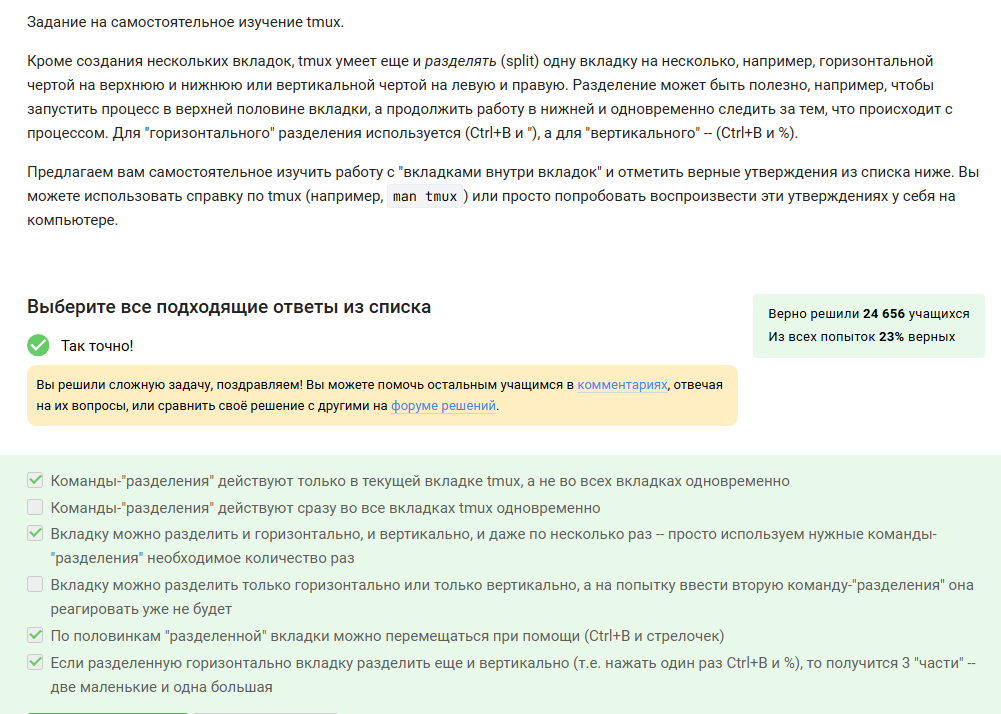 Задание на самостоятельное изучение tmux.
Кроме создания нескольких вкладок, tmux умеет еще и разделять (split) одну вкладку на несколько, например, горизонтальной
чертой на верхнюю и нижнюю или вертикальной чертой на левую и правую. Разделение может быть полезно, например, чтобы
запустить процесс в верхней половине вкладки, а продолжить работу в нижней и одновременно следить за тем, что происходит с
процессом. Для "горизонтального" разделения используется (Ctrl+B и "), а для "вертикального" -- (Ctrl+B и %).
Предлагаем вам самостоятельное изучить работу с "вкладками внутри вкладок" и отметить верные утверждения из списка ниже. Вы
можете использовать справку по tmux (например, man tmux ) или просто попробовать воспроизвести эти утверждениях у себя на
компьютере.
Выберите все подходящие ответы из списка
Верно решили 24 656 учащихся
Из всех попыток 23% верных
Так точно!
Вы решили сложную задачу, поздравляем! Вы можете помочь остальным учащимся в комментариях, отвечая
на их вопросы, или сравнить своё решение с другими на форуме решений.
Команды-"разделения" действуют только в текущей вкладке tmux, а не во всех вкладках одновременно
Команды-"разделения" действуют сразу во все вкладках tmux одновременно
Вкладку можно разделить и горизонтально, и вертикально, и даже по несколько раз -- просто используем нужные команды-
"разделения" необходимое количество раз
Вкладку можно разделить только горизонтально или только вертикально, а на попытку ввести вторую команду-"разделения" она
реагировать уже не будет
По половинкам "разделенной" вкладки можно перемещаться при помощи (Ctrl+B и стрелочек)
Если разделенную горизонтально вкладку разделить еще и вертикально (т.е. нажать один раз Ctrl+B и %), то получится 3 "части" --
две маленькие и одна большая